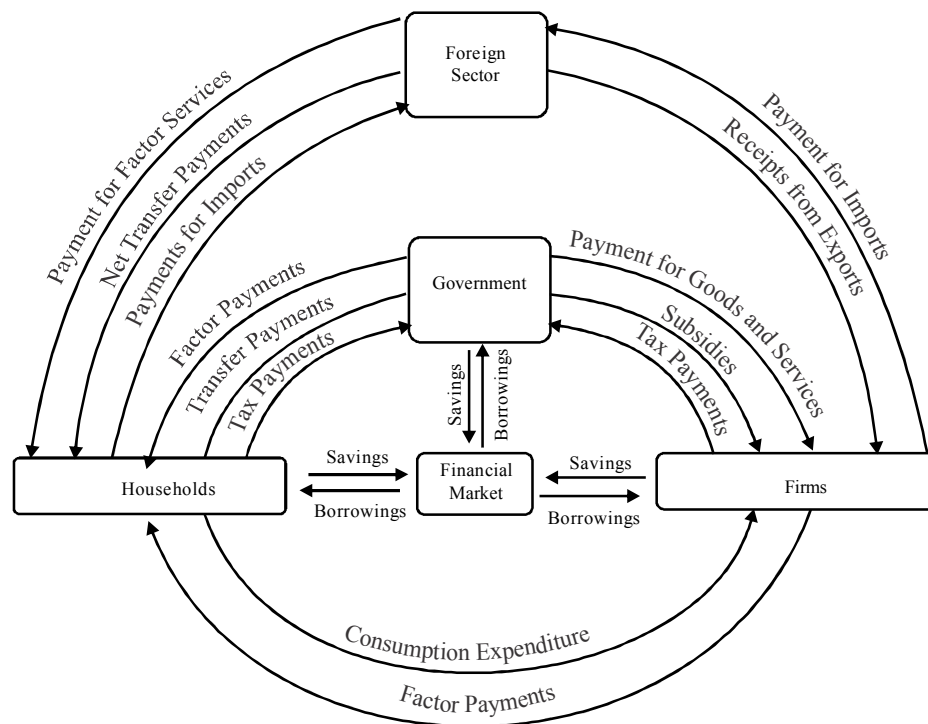 Foreign
Sector
Payment for Factor Services
Net Transfer Payments
Payments for Imports
Payment for Imports
Receipts from Exports
Government
Factor Payments
Transfer Payments
Tax Payments
Payment for Goods and Services
Subsidies
Tax Payments
Savings
Borrowings
Households
Savings
Borrowings
Financial
Market
Savings
Borrowings
Firms
Consumption Expenditure
Factor Payments